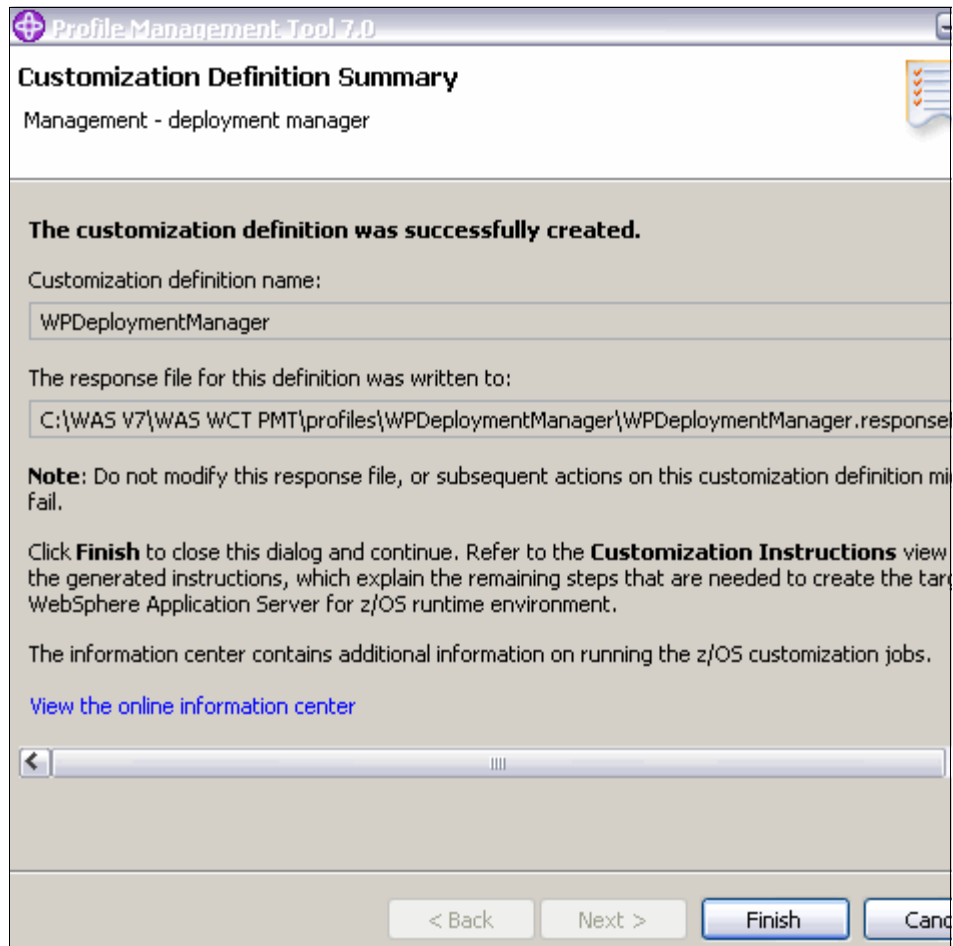 Profile Management Tool 7.0
Customization Definition Summary
Management - deployment manager
The customization definition was successfully created.
Customization definition name:
WPDeploymentManager
The response file for this definition was written to:
C:\WAS V7\WAS WCT PMT\profiles\WPDeploymentManager\WPDeploymentManager.response
Note: Do not modify this response file, or subsequent actions on this customization definition
fail.
Click Finish to close this dialog and continue. Refer to the Customization Instructions view
the generated instructions, which explain the remaining steps that are needed to create the
WebSphere Application Server for z/OS runtime environment.
The information center contains additional information on running the z/OS customization jobs.
View the online information center
< Back
Next >
Finish